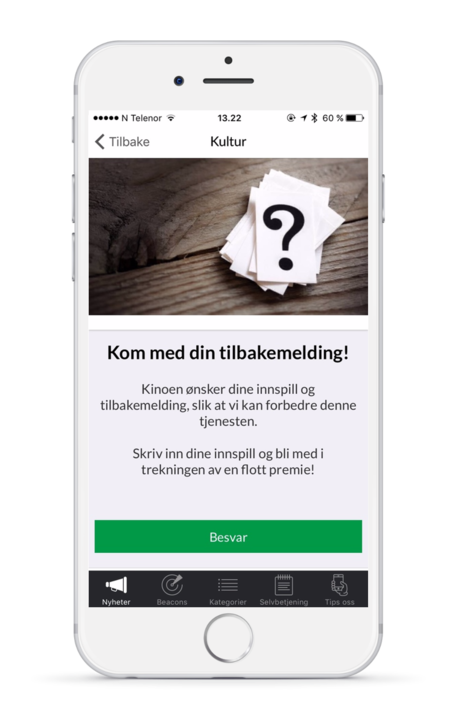 N Telenor 13.22 60 %
Tilbake Kultur
?
Kom med din tilbakemelding!
Kinoen ønsker dine innspill og
tilbakemelding, slik at vi kan forbedre denne
tjenesten.
Skriv inn dine innspill og bli med i
trekningen av en flott premie!
Besvar
Nyheter Beacons Kategorier Selvbetjening Tips oss